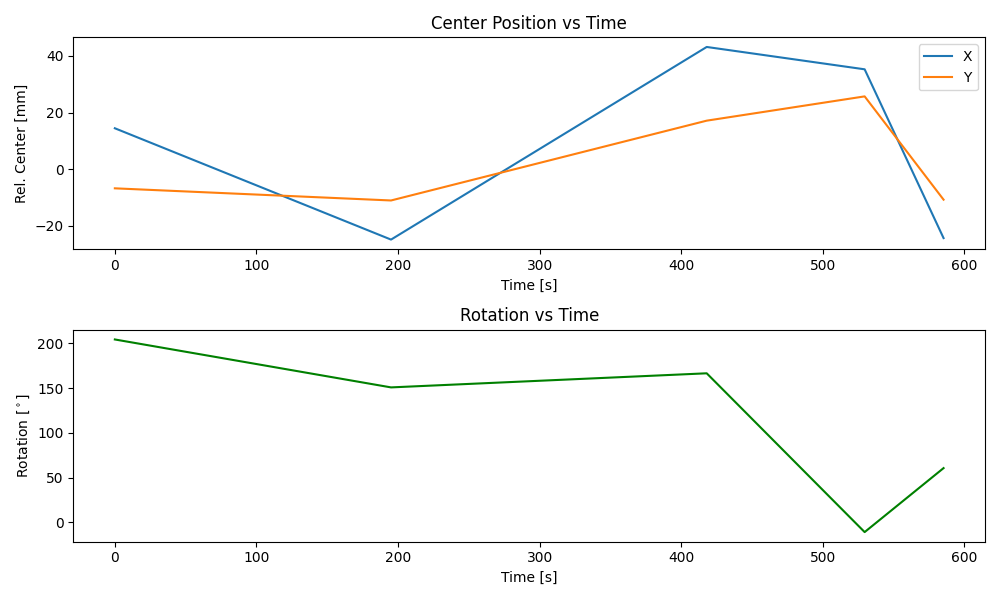 Center Position vs Time
Rel. Center [mm]
40
20
0
−20
X
Y
0 100 200 300 400 500 600
Time [s]
Rotation vs Time
Rotation [°]
200
150
100
50
0
0 100 200 300 400 500 600
Time [s]